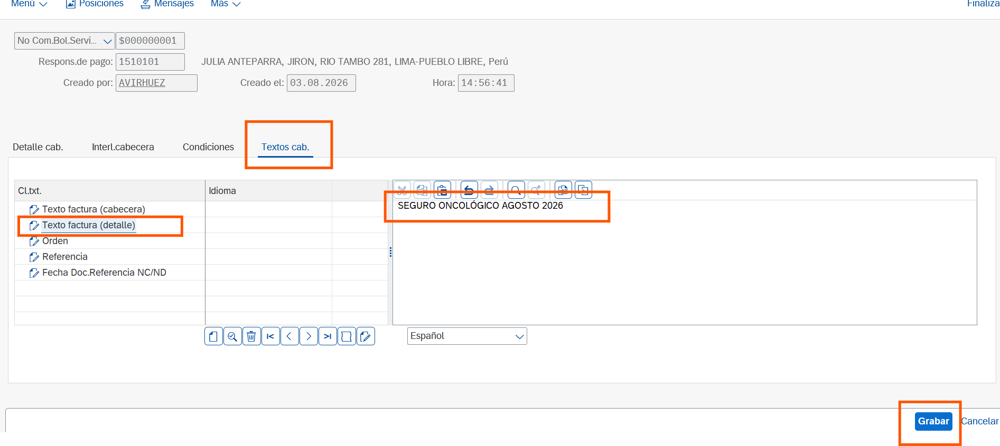 Menú
Posiciones
Mensajes
Más
Finaliza
No Com.Bol.Servi...
$000000001
Respons.de pago:
1510101
JULIA ANTEPARRA, JIRON, RIO TAMBO 281, LIMA-PUEBLO LIBRE, Perú
Creado por:
AVIRHUEZ
Creado el:
03.08.2026
Hora:
14:56:41
Detalle cab.
Interl.cabecera
Condiciones
Textos cab.
Cl.txt.
Idioma
Texto factura (cabecera)
Texto factura (detalle)
Orden
Referencia
Fecha Doc.Referencia NC/ND
SEGURO ONCOLÓGICO AGOSTO 2026
Español
Grabar
Cancelar